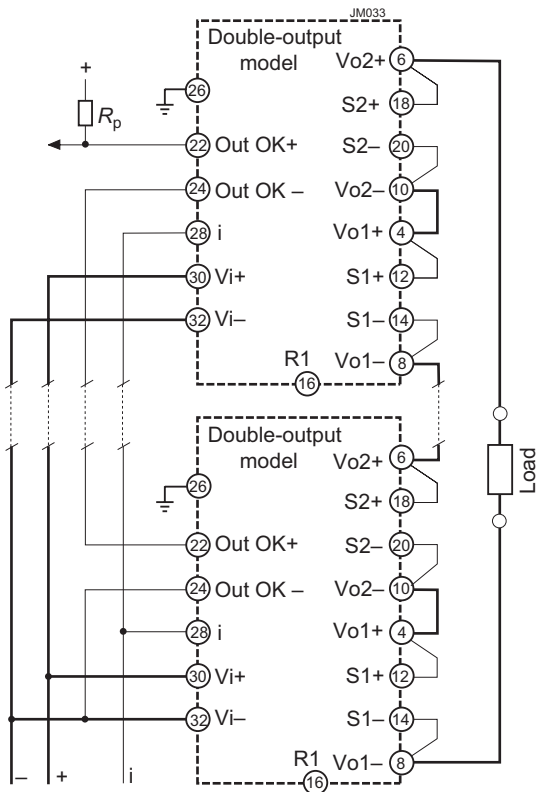 JM033
Double-output
model
Vo2+ 6
26
S2+ 18
+
Rp
22 Out OK+
S2– 20
24 Out OK –
Vo2– 10
28 i
Vo1+ 4
30 Vi+
S1+ 12
32 Vi–
S1– 14
R1
16
Vo1– 8
Double-output
model
Vo2+ 6
26
S2+ 18
Load
22 Out OK+
S2– 20
24 Out OK –
Vo2– 10
28 i
Vo1+ 4
30 Vi+
S1+ 12
32 Vi–
S1– 14
R1
16
Vo1– 8
– + i